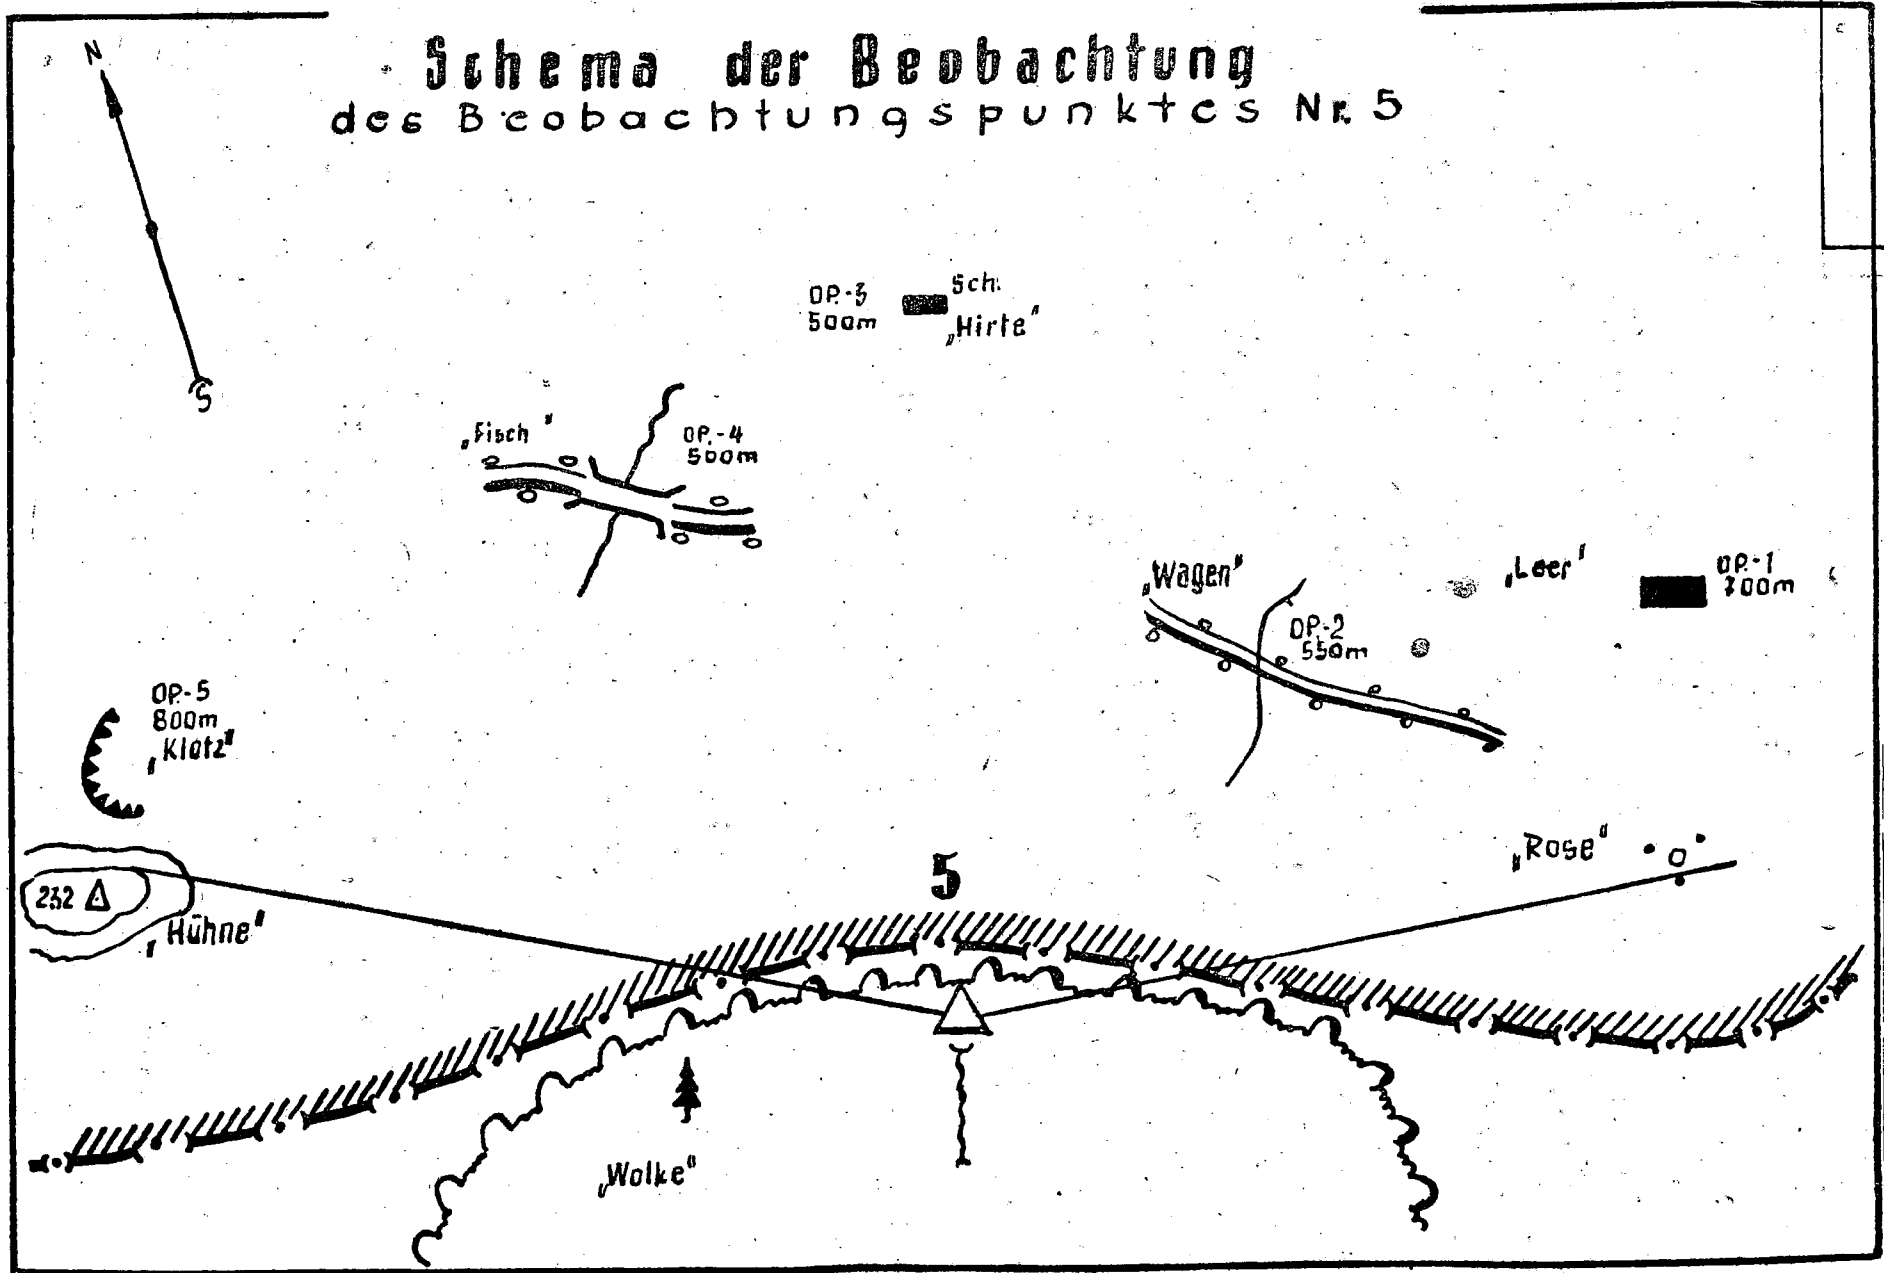 N
Schema der Beobachtung
des Beobachtungspunktes Nr. 5
S
OP.-3
500m
Sch.
„Hirte"
„Fisch"
OP.-4
500m
„Wagen"
OP.-2
550m
„Leer"
OP.-1
700m
OP.-5
800m
„Klotz"
„Rose"
5
232
„Hühne"
„Wolke"